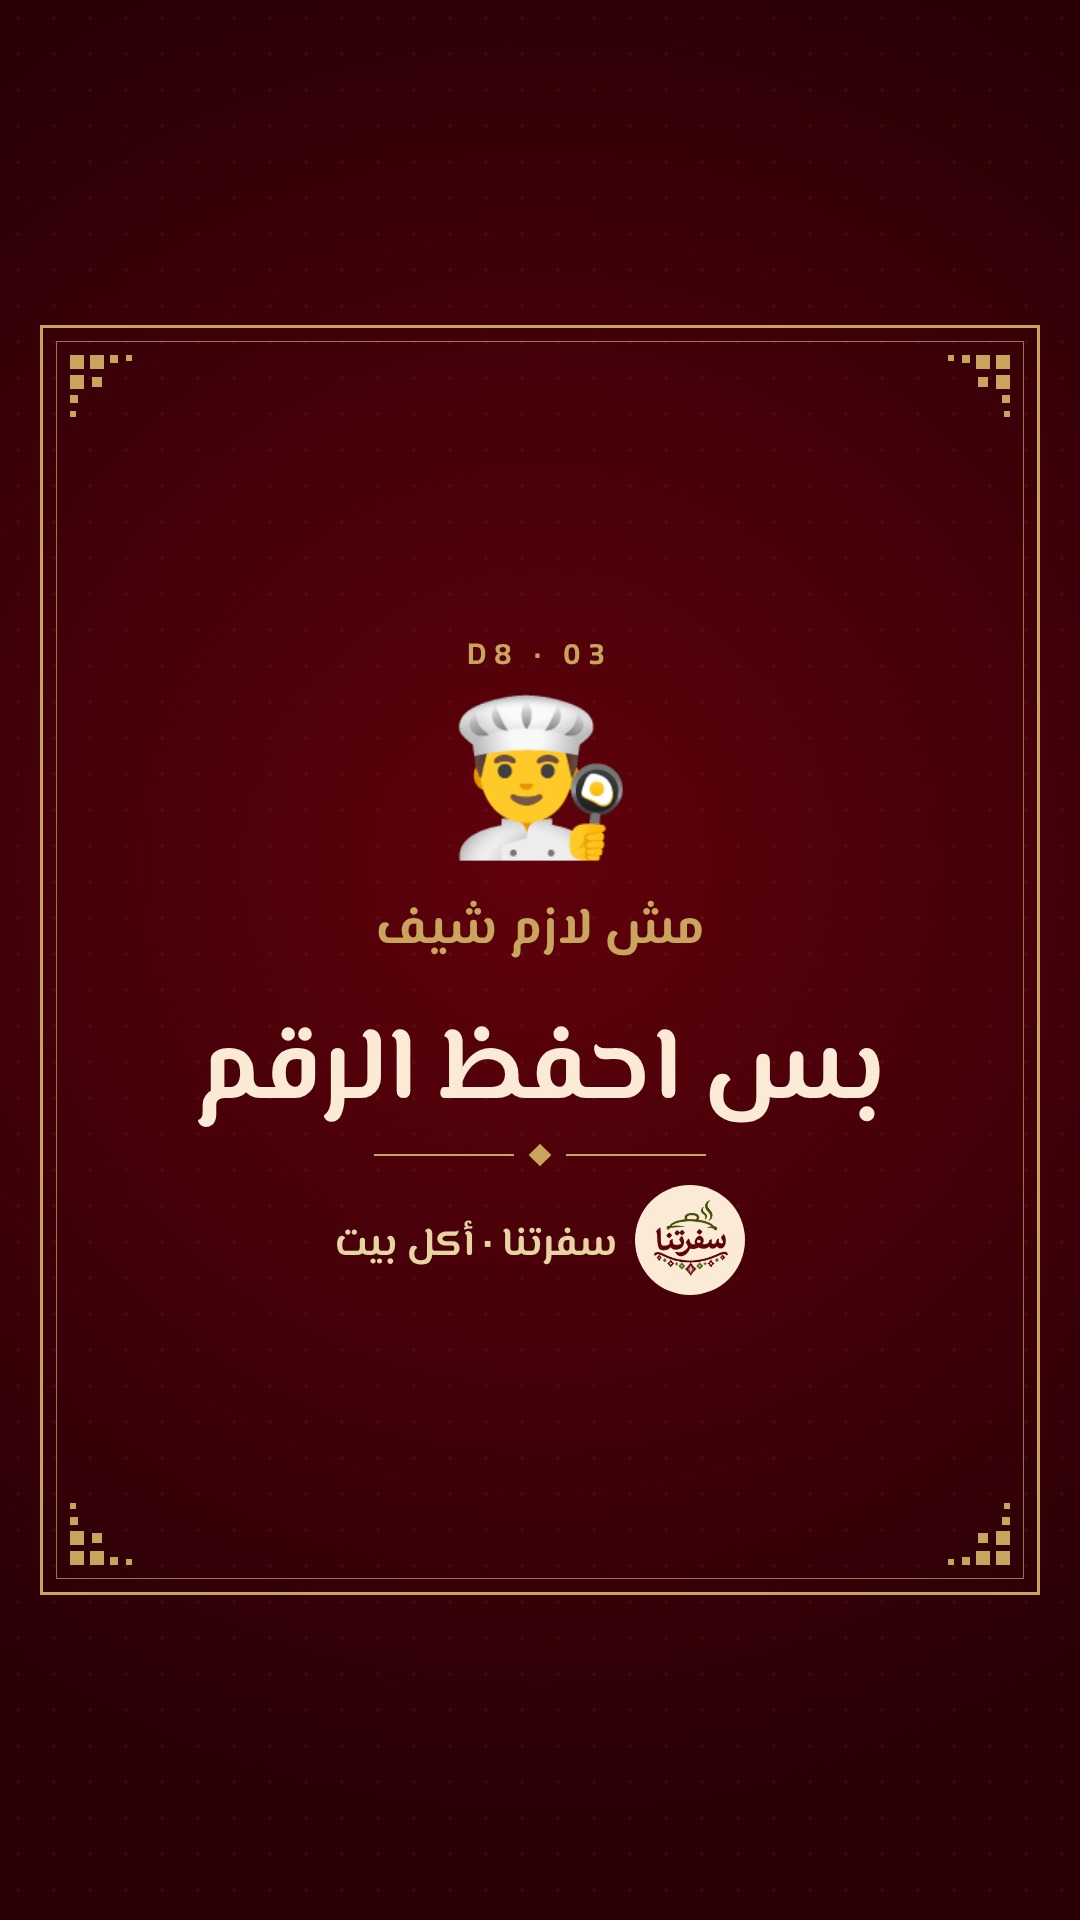 D8 · 03
مش لازم شيف
بس احفظ الرقم
سفرتنا
سفرتنا · أكل بيت